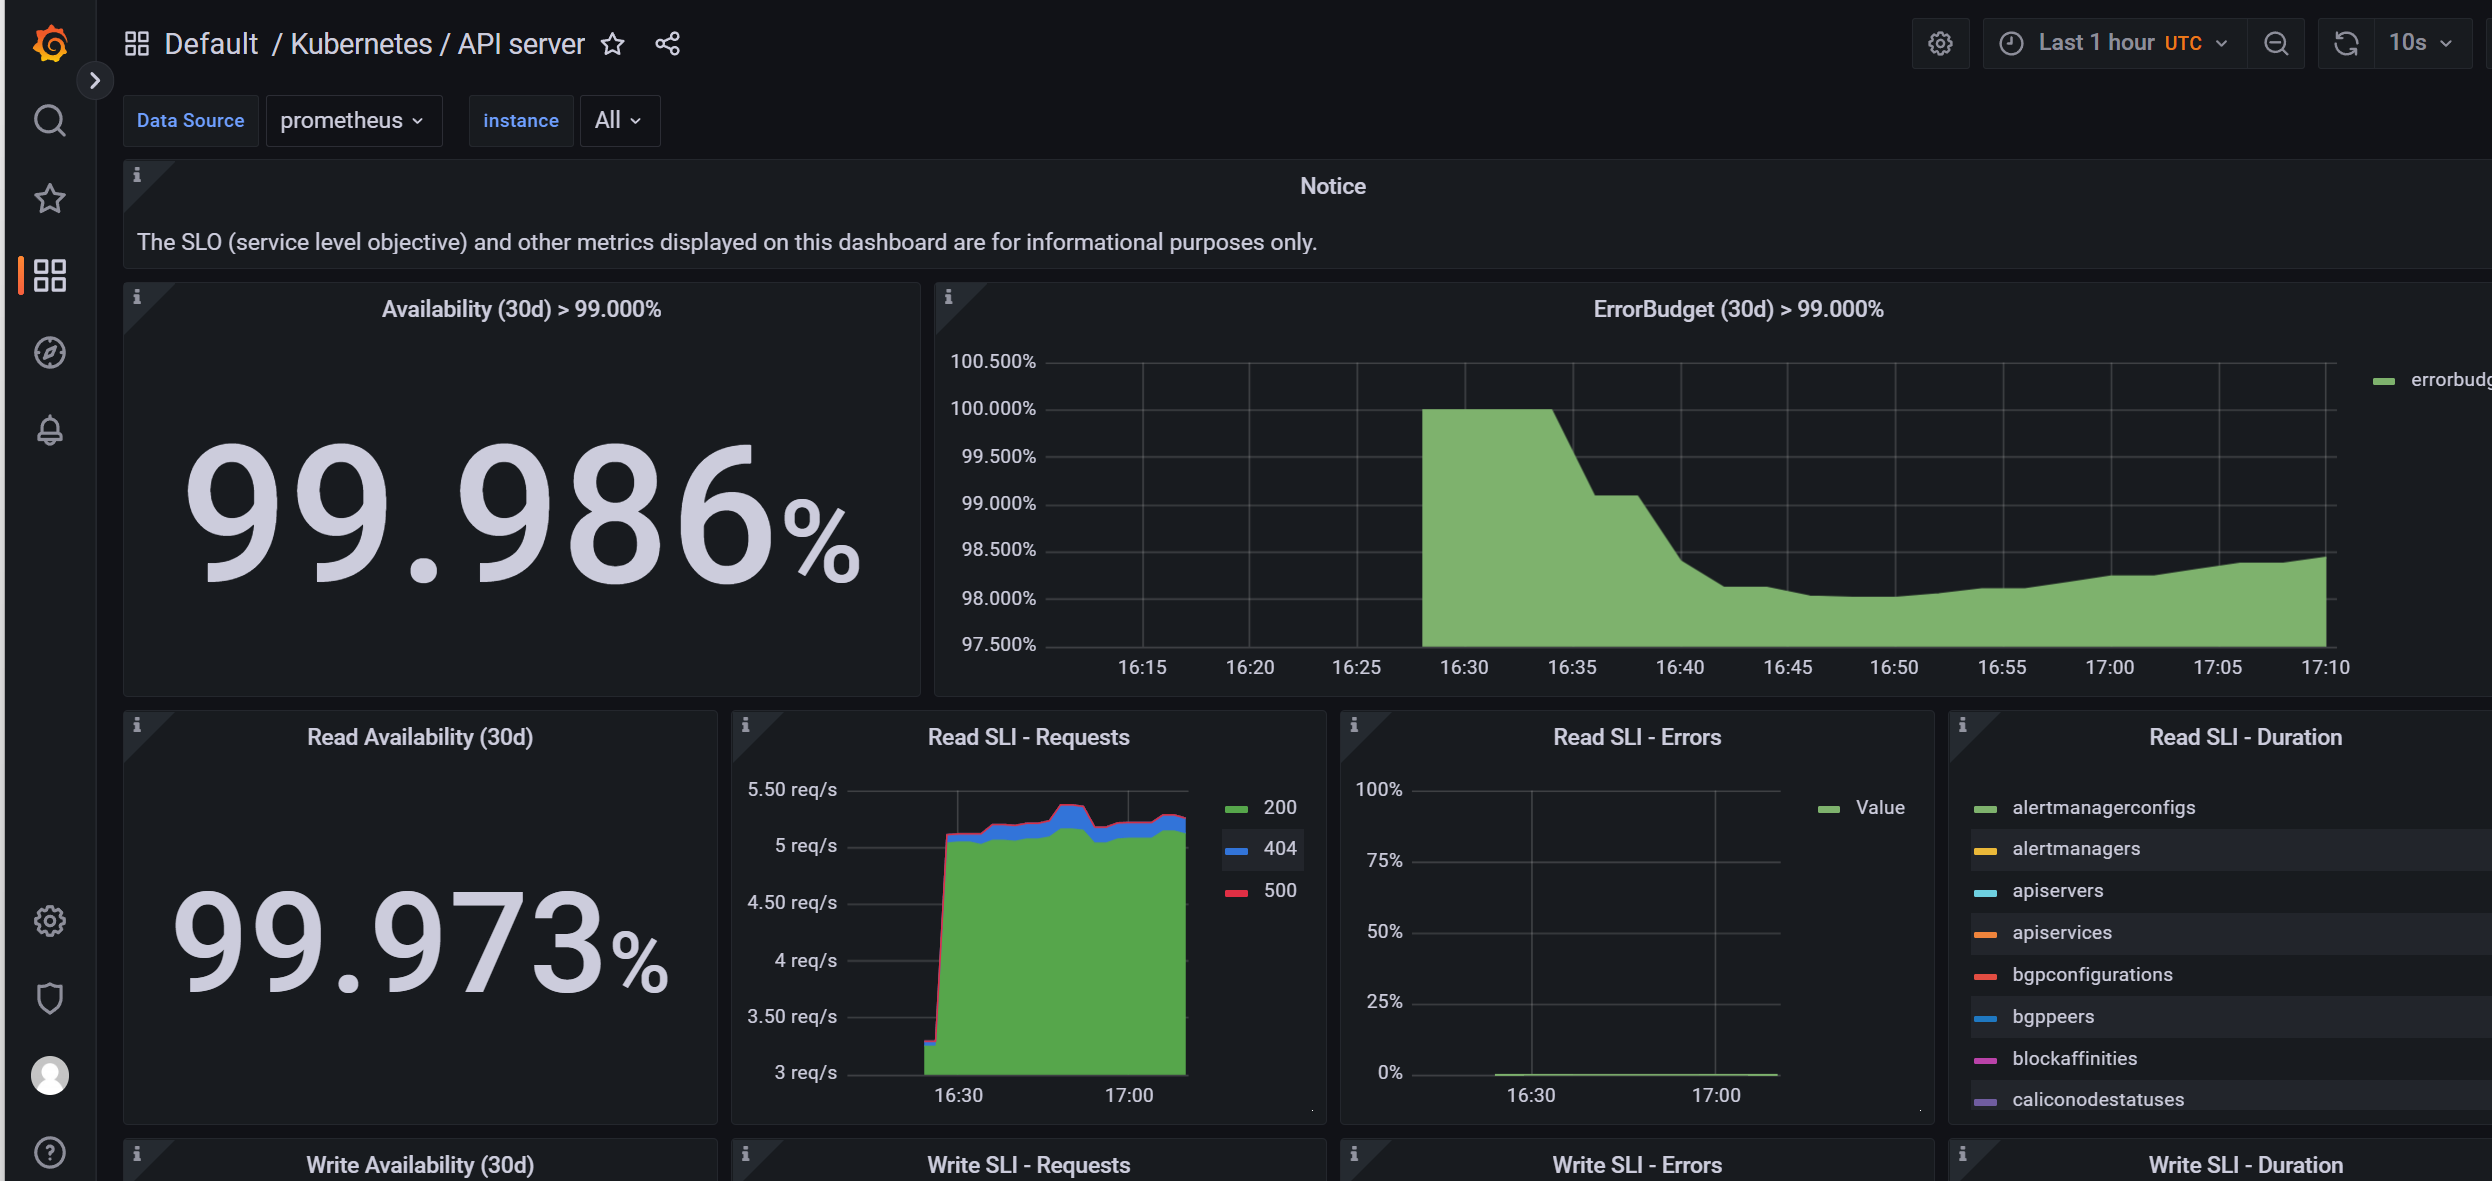 Default / Kubernetes / API server
Last 1 hour UTC
10s
Data Source prometheus instance All
Notice
The SLO (service level objective) and other metrics displayed on this dashboard are for informational purposes only.
Availability (30d) > 99.000%
99.986%
ErrorBudget (30d) > 99.000%
100.500%
100.000%
99.500%
99.000%
98.500%
98.000%
97.500%
16:15 16:20 16:25 16:30 16:35 16:40 16:45 16:50 16:55 17:00 17:05 17:10
Read Availability (30d)
99.973%
Read SLI - Requests
5.50 req/s
5 req/s
4.50 req/s
4 req/s
3.50 req/s
3 req/s
16:30 17:00
200
404
500
Read SLI - Errors
100%
75%
50%
25%
0%
16:30 17:00
Value
Read SLI - Duration
alertmanagerconfigs
alertmanagers
apiservers
apiservices
bgpconfigurations
bgppeers
blockaffinities
caliconodestatuses
Write Availability (30d)
Write SLI - Requests
Write SLI - Errors
Write SLI - Duration